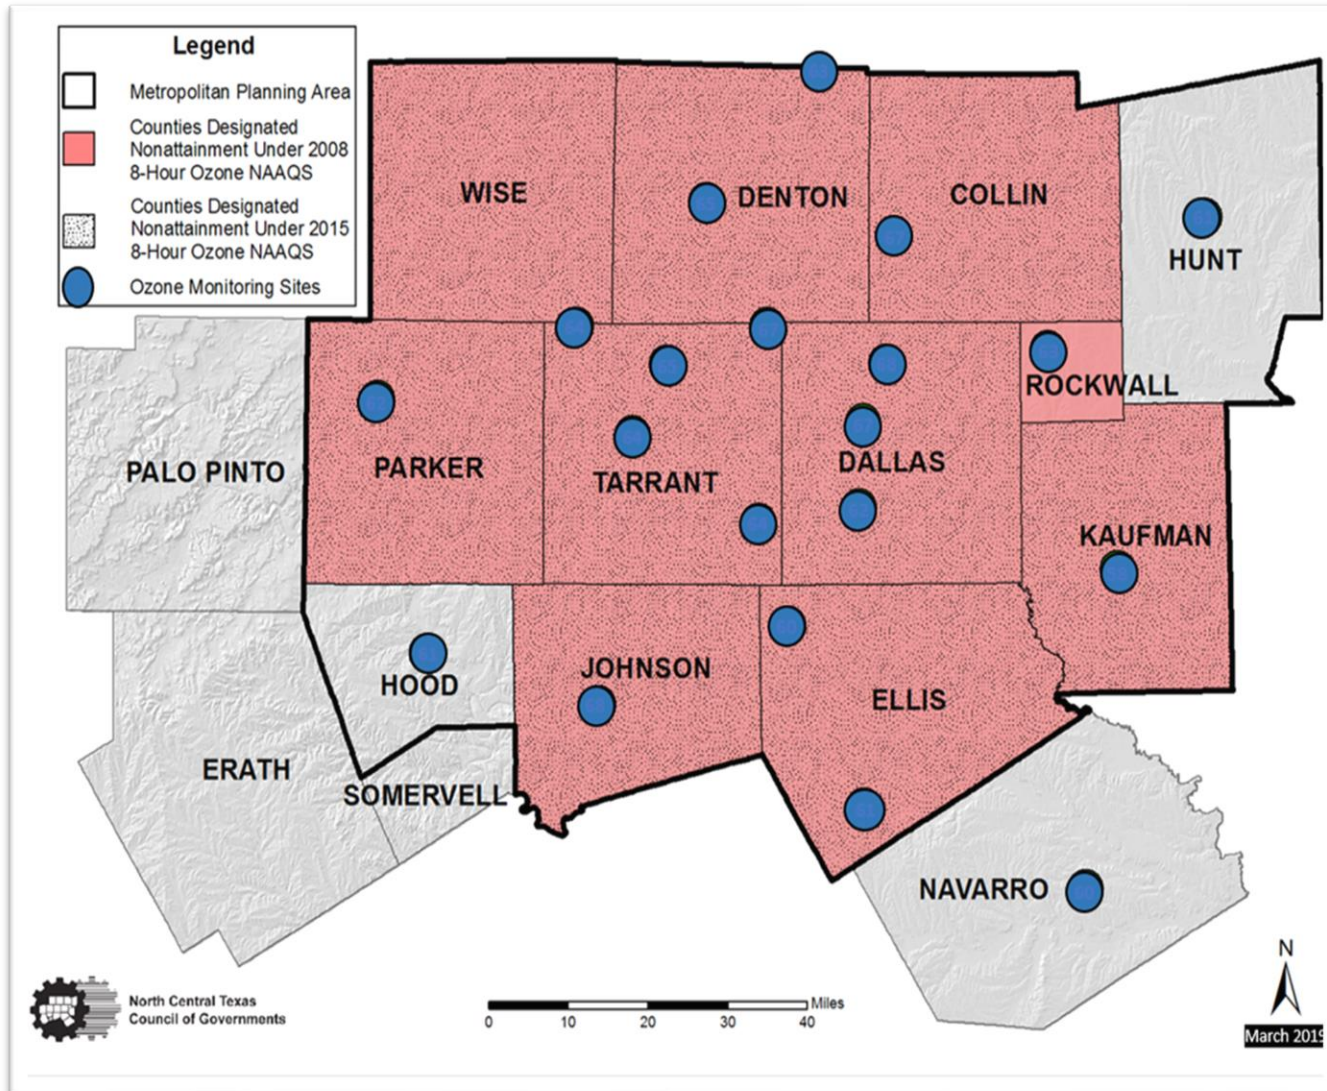 Legend
Metropolitan Planning Area
Counties Designated
Nonattainment Under 2008
8-Hour Ozone NAAQS
Counties Designated
Nonattainment Under 2015
8-Hour Ozone NAAQS
Ozone Monitoring Sites
WISE
DENTON
COLLIN
HUNT
ROCKWALL
PALO PINTO
PARKER
TARRANT
DALLAS
KAUFMAN
HOOD
JOHNSON
ELLIS
ERATH
SOMERVELL
NAVARRO
North Central Texas
Council of Governments
Miles
0 10 20 30 40
N
March 2019